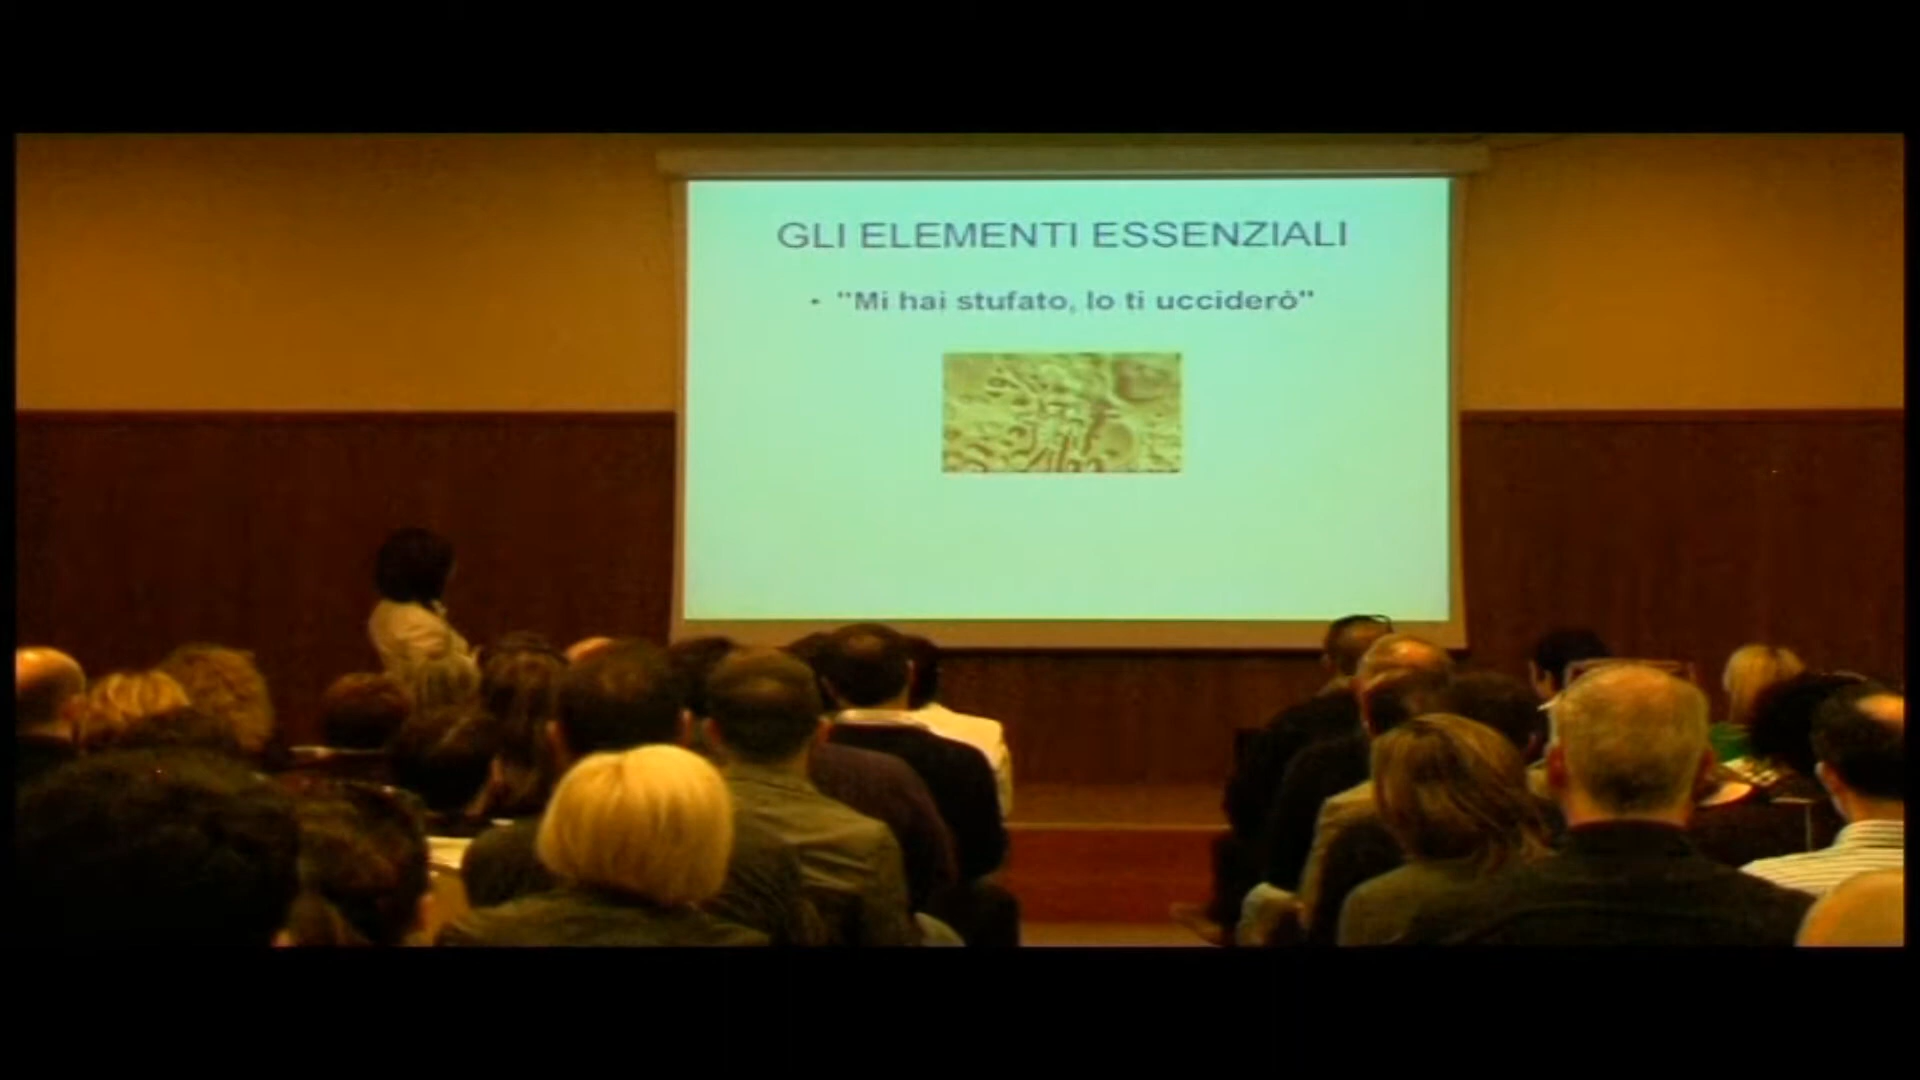 GLI ELEMENTI ESSENZIALI
• "Mi hai stufato, Io ti ucciderò"